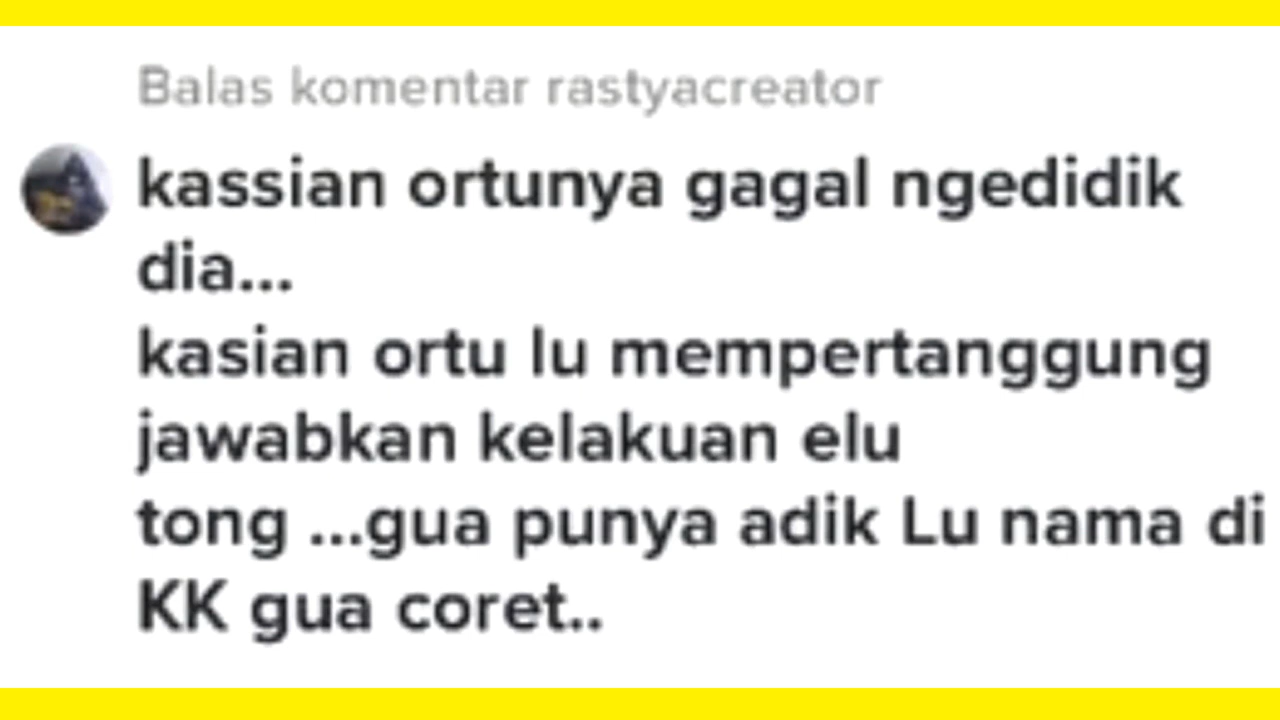 Balas komentar rastyacreator
kassian ortunya gagal ngedidik
dia...
kasian ortu lu mempertanggung
jawabkan kelakuan elu
tong ...gua punya adik Lu nama di
KK gua coret..